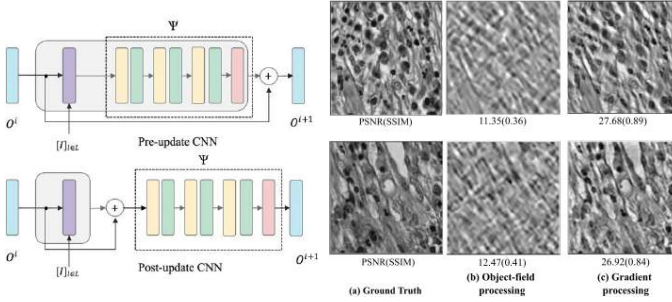 Ψ
O^i
O^{i+1}
[I]_{l∈L}
Pre-update CNN
Ψ
O^i
O^{i+1}
[I]_{l∈L}
Post-update CNN
PSNR(SSIM)
11.35(0.36)
27.68(0.89)
PSNR(SSIM)
12.47(0.41)
26.92(0.84)
(a) Ground Truth
(b) Object-field
processing
(c) Gradient
processing